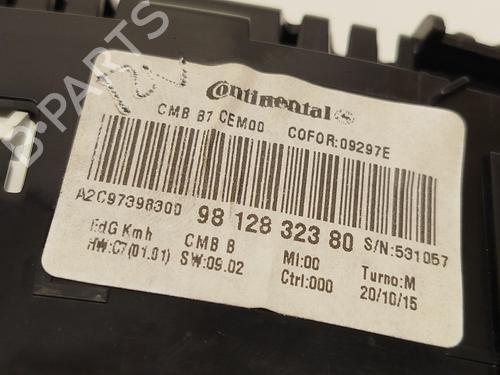 B-PARTS
Continental
CMB B7 CEM00 COFOR:09297E
A2C97398300 98 128 323 80 S/N:531057
EdG Kmh CMB B MI:00 Turno:M
HW:C7(01.01) SW:09.02 Ctrl:000 20/10/15